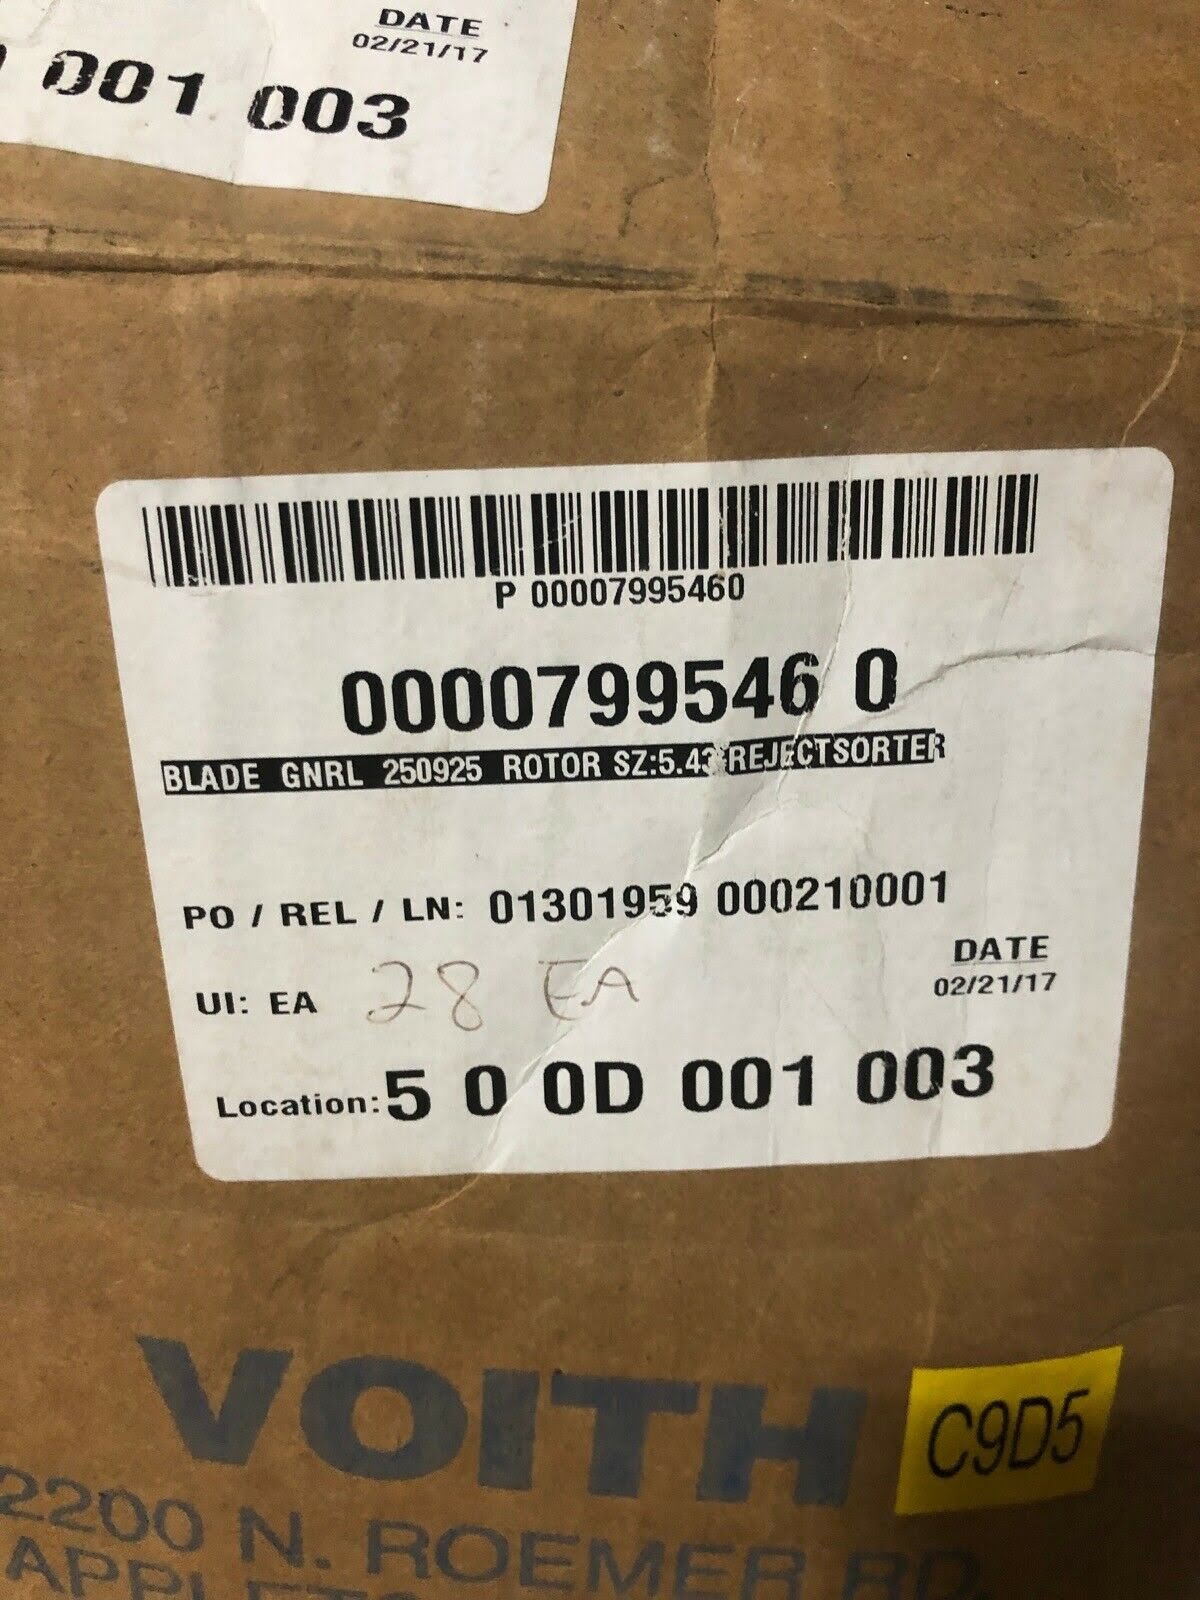 DATE
02/21/17
001 003
P 00007995460
0000799546 0
BLADE GNRL 250925 ROTOR SZ:5.43 REJECTSORTER
PO / REL / LN: 01301959 000210001
DATE
UI: EA 28 EA 02/21/17
Location: 5 0 0D 001 003
VOITH
C9D5
2200 N. ROEMER RD.